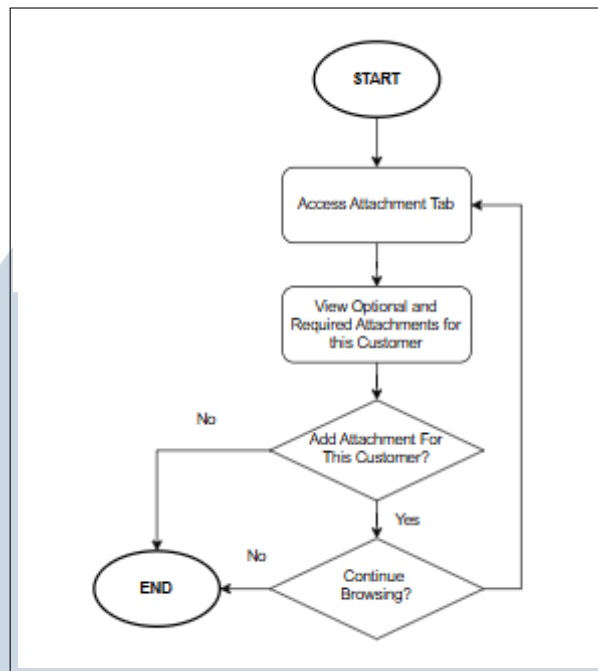 START
Access Attachment Tab
View Optional and
Required Attachments for
this Customer
No
Add Attachment For
This Customer?
Yes
No
Continue
Browsing?
END